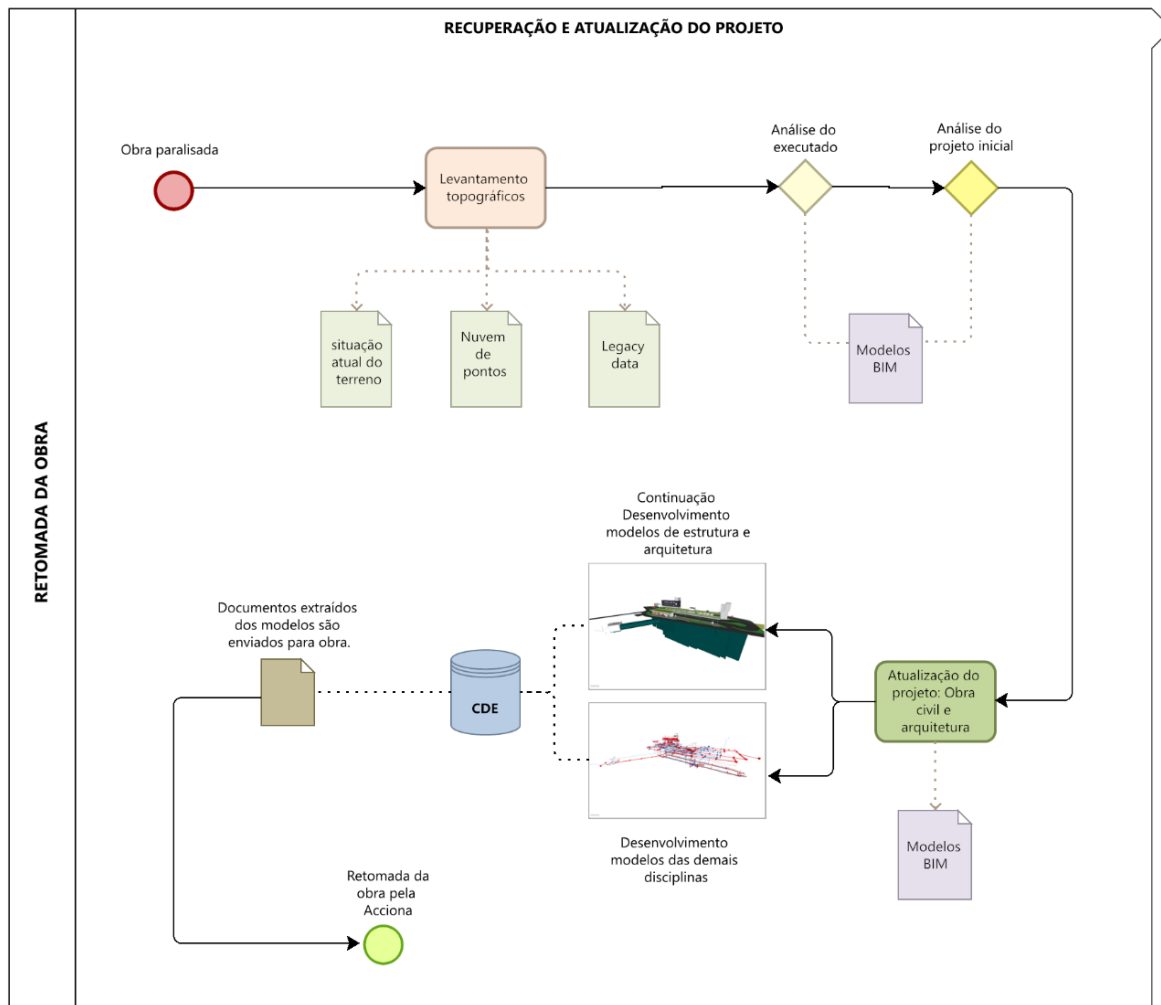 RECUPERAÇÃO E ATUALIZAÇÃO DO PROJETO
RETOMADA DA OBRA
Obra paralisada
Levantamento
topográficos
Análise do
executado
Análise do
projeto inicial
situação
atual do
terreno
Nuvem
de
pontos
Legacy
data
Modelos
BIM
Continuação
Desenvolvimento
modelos de estrutura e
arquitetura
Atualização do
projeto: Obra
civil e
arquitetura
Modelos
BIM
Desenvolvimento
modelos das demais
disciplinas
CDE
Documentos extraídos
dos modelos são
enviados para obra.
Retomada da
obra pela
Acciona